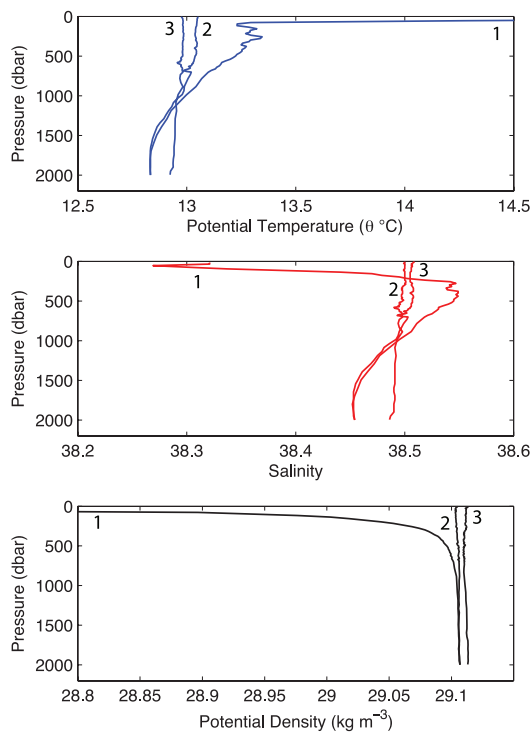 0
500
1000
1500
2000
Pressure (dbar)
3 2
1
12.5 13 13.5 14 14.5
Potential Temperature (θ °C)
0
500
1000
1500
2000
Pressure (dbar)
1
2
3
38.2 38.3 38.4 38.5 38.6
Salinity
0
500
1000
1500
2000
Pressure (dbar)
1
2 3
28.8 28.85 28.9 28.95 29 29.05 29.1
Potential Density (kg m⁻³)